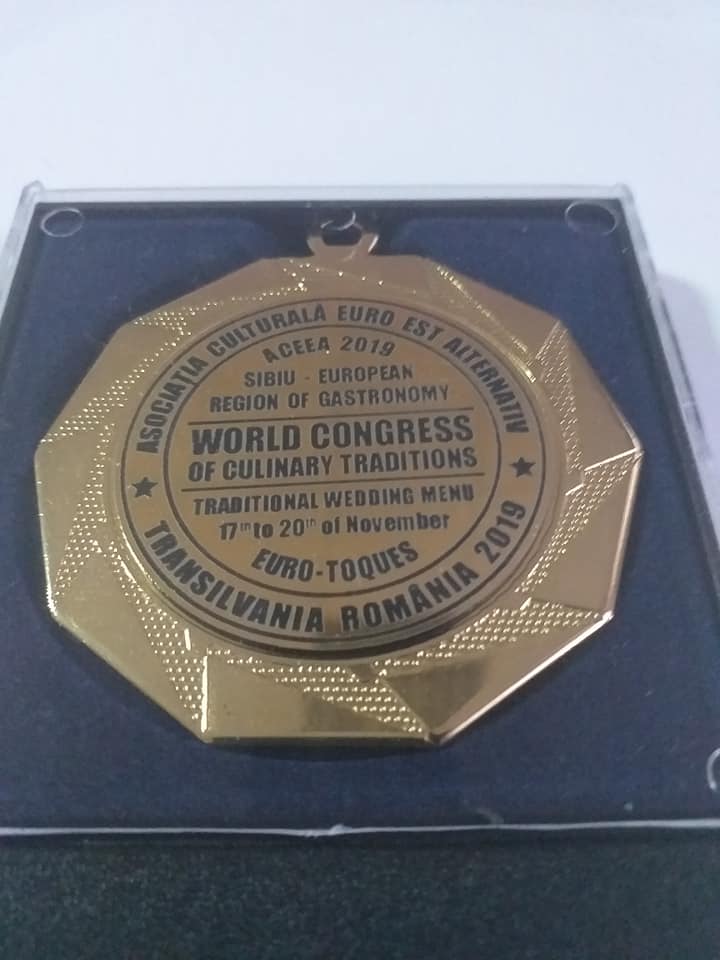 ASOCIAȚIA CULTURALĂ EURO EST ALTERNATIV
ACEEA 2019
SIBIU - EUROPEAN
REGION OF GASTRONOMY
WORLD CONGRESS
OF CULINARY TRADITIONS
TRADITIONAL WEDDING MENU
17th to 20th of November
EURO-TOQUES
TRANSILVANIA ROMÂNIA 2019